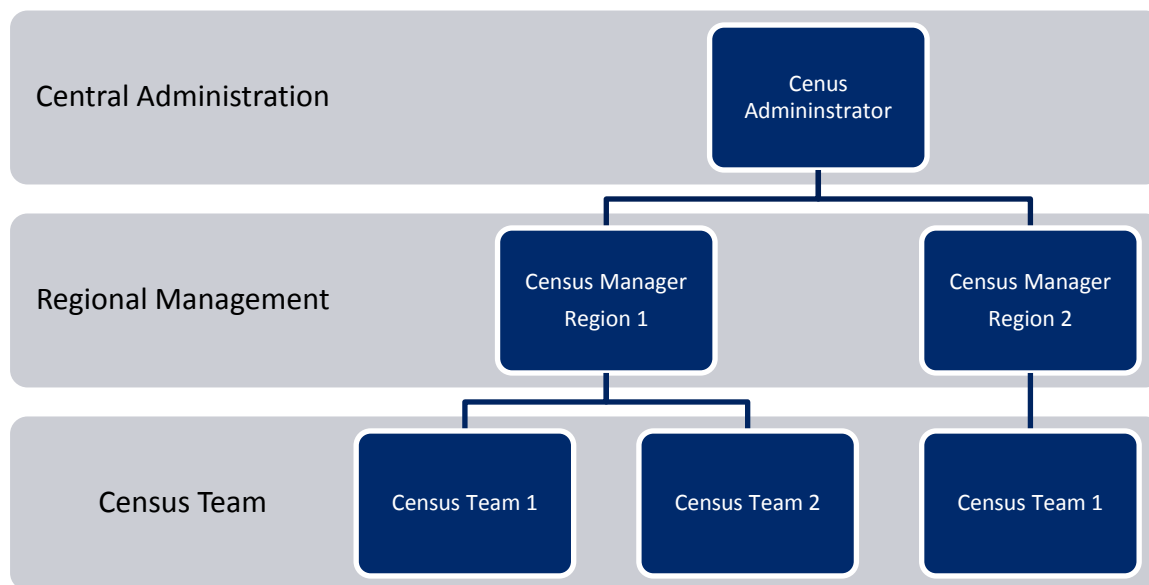 Central Administration
Cenus
Admininstrator
Regional Management
Census Manager
Region 1
Census Manager
Region 2
Census Team
Census Team 1
Census Team 2
Census Team 1